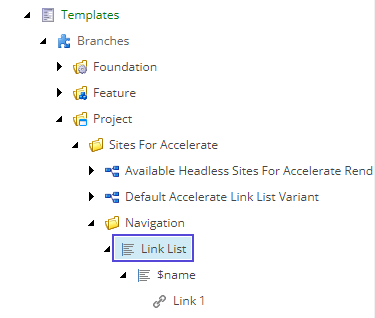 Templates
Branches
Foundation
Feature
Project
Sites For Accelerate
Available Headless Sites For Accelerate Rend
Default Accelerate Link List Variant
Navigation
Link List
$name
Link 1